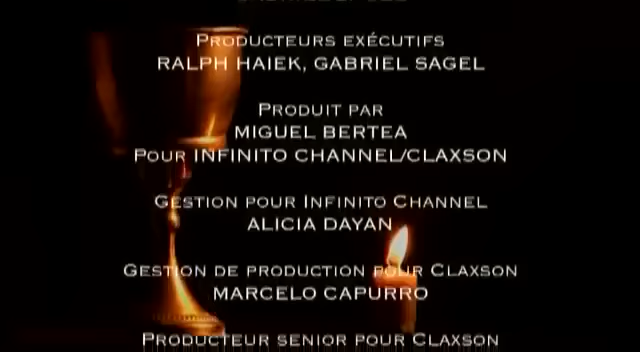 PRODUCTEURS EXÉCUTIFS
RALPH HAIEK, GABRIEL SAGEL
PRODUIT PAR
MIGUEL BERTEA
POUR INFINITO CHANNEL/CLAXSON
GESTION POUR INFINITO CHANNEL
ALICIA DAYAN
GESTION DE PRODUCTION POUR CLAXSON
MARCELO CAPURRO
PRODUCTEUR SENIOR POUR CLAXSON